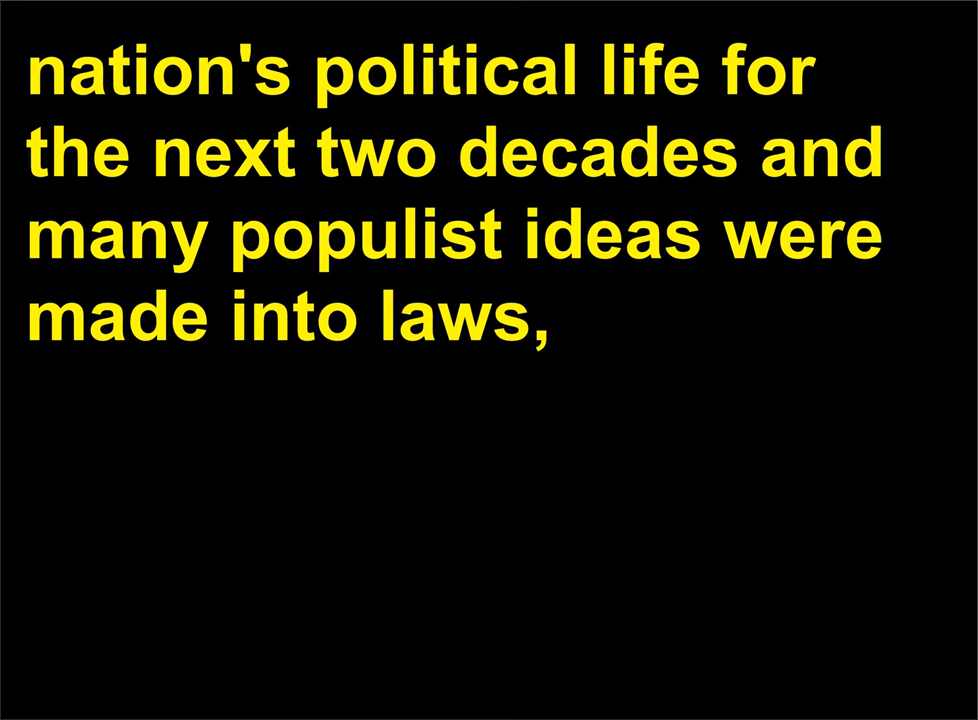 nation's political life for
the next two decades and
many populist ideas were
made into laws,